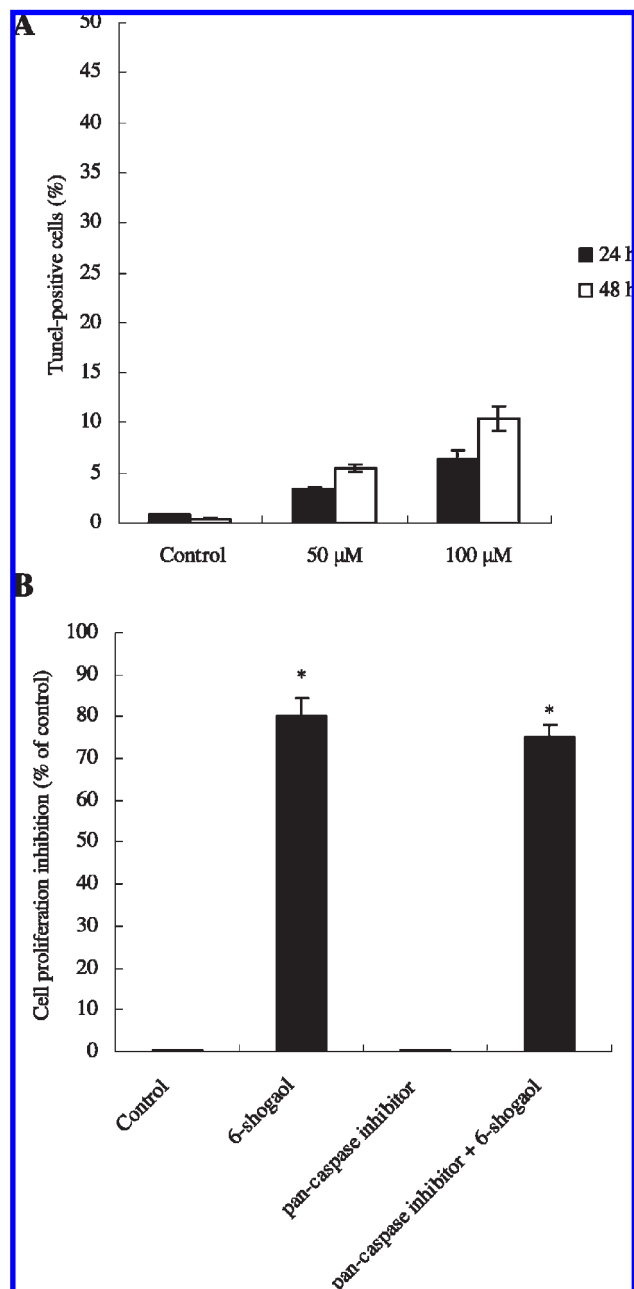 A
50
45
40
35
30
25
20
15
10
5
0
Tunel-positive cells (%)
24 h
48 h
Control 50 µM 100 µM
B
100
90
80
70
60
50
40
30
20
10
0
Cell proliferation inhibition (% of control)
*
*
Control
6-shogaol
pan-caspase inhibitor
pan-caspase inhibitor + 6-shogaol